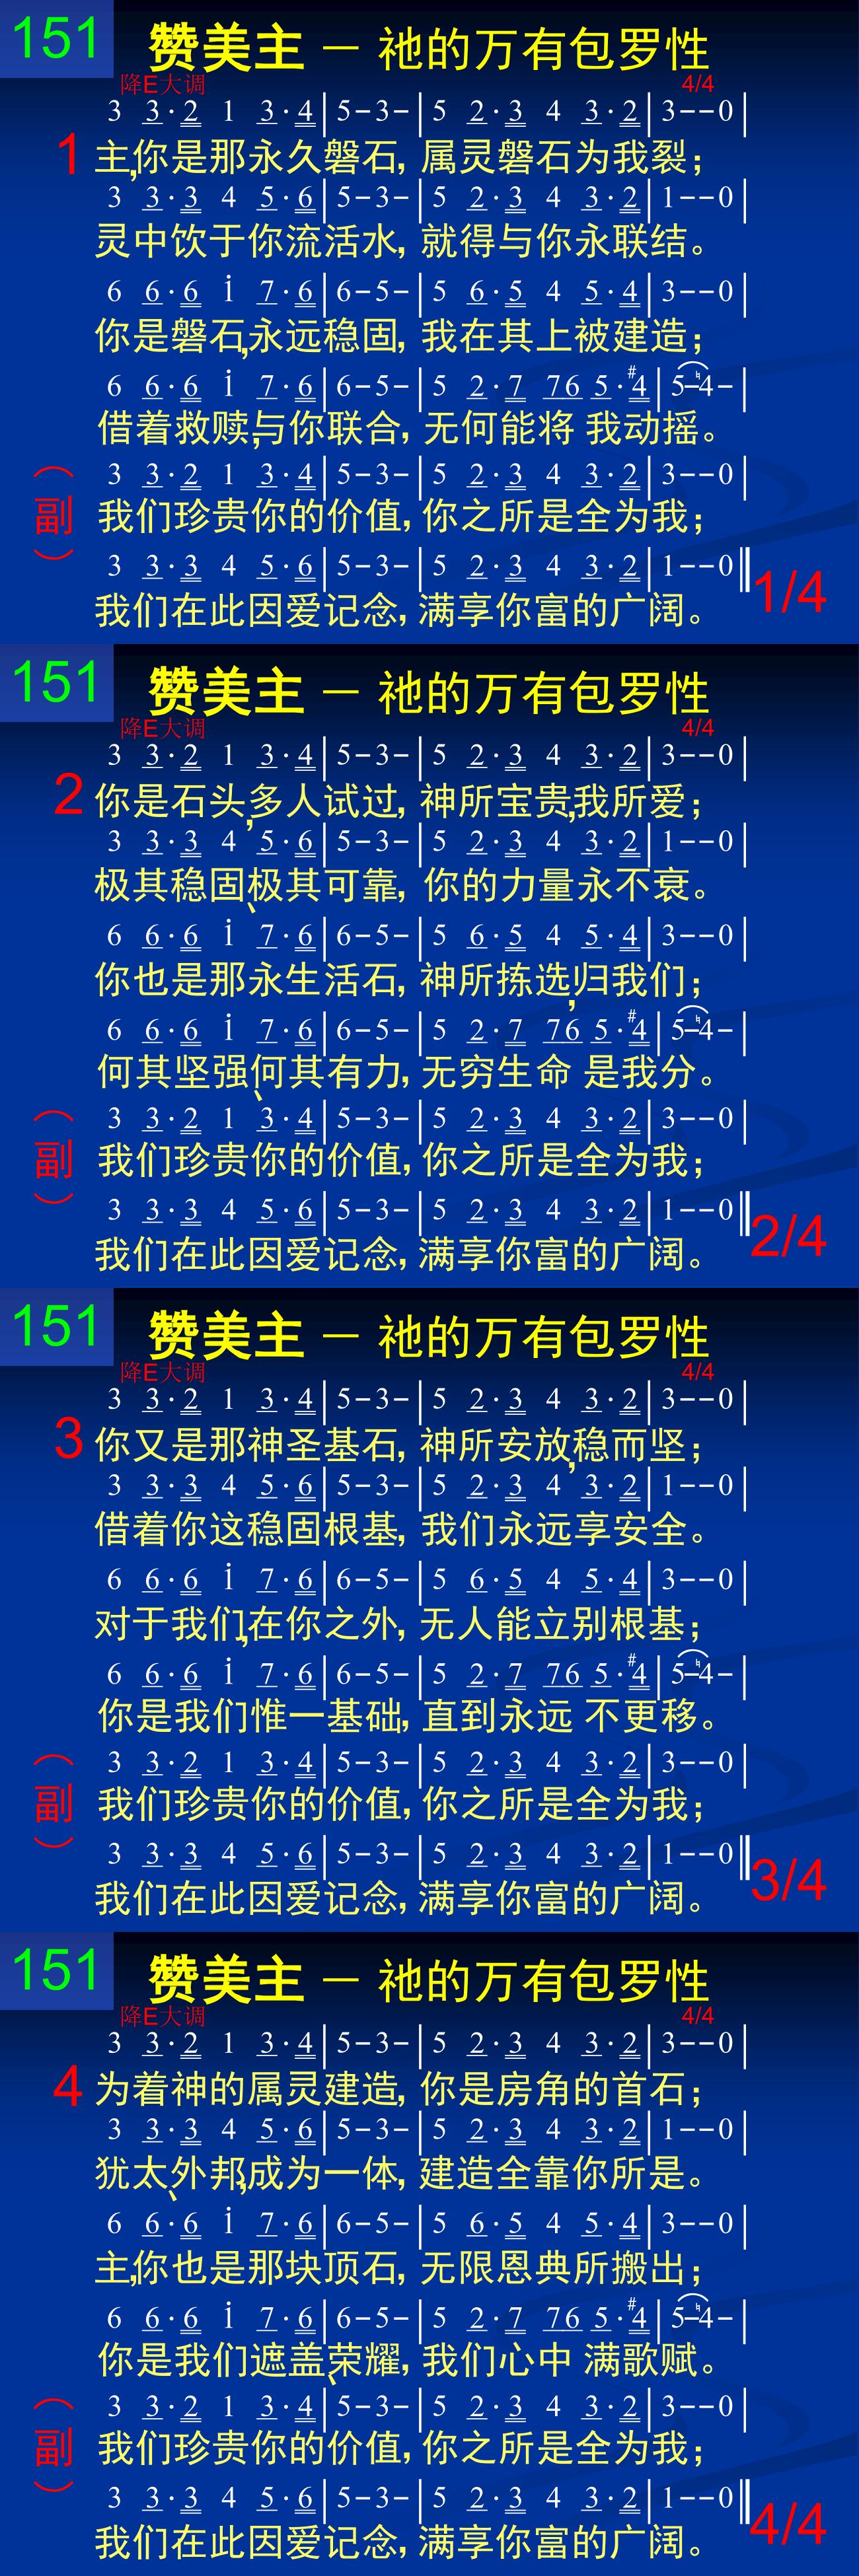 151
赞美主 － 祂的万有包罗性
降E大调 4/4
3 3·2 1 3·4|5-3-|5 2·3 4 3·2|3--0|
1 主,你是那永久磐石, 属灵磐石为我裂;
3 3·3 4 5·6|5-3-|5 2·3 4 3·2|1--0|
灵中饮于你流活水, 就得与你永联结。
6 6·6 i 7·6|6-5-|5 6·5 4 5·4|3--0|
你是磐石,永远稳固, 我在其上被建造;
6 6·6 i 7·6|6-5-|5 2·7 76 5·#4|5-♮4-|
借着救赎,与你联合, 无何能将 我动摇。
3 3·2 1 3·4|5-3-|5 2·3 4 3·2|3--0|
(副) 我们珍贵你的价值, 你之所是全为我;
3 3·3 4 5·6|5-3-|5 2·3 4 3·2|1--0‖
我们在此因爱记念, 满享你富的广阔。
1/4
151
赞美主 － 祂的万有包罗性
降E大调 4/4
3 3·2 1 3·4|5-3-|5 2·3 4 3·2|3--0|
2 你是石头,多人试过, 神所宝贵,我所爱;
3 3·3 4 5·6|5-3-|5 2·3 4 3·2|1--0|
极其稳固、极其可靠, 你的力量永不衰。
6 6·6 i 7·6|6-5-|5 6·5 4 5·4|3--0|
你也是那永生活石, 神所拣选,归我们;
6 6·6 i 7·6|6-5-|5 2·7 76 5·#4|5-♮4-|
何其坚强、何其有力, 无穷生命 是我分。
3 3·2 1 3·4|5-3-|5 2·3 4 3·2|3--0|
(副) 我们珍贵你的价值, 你之所是全为我;
3 3·3 4 5·6|5-3-|5 2·3 4 3·2|1--0‖
我们在此因爱记念, 满享你富的广阔。
2/4
151
赞美主 － 祂的万有包罗性
降E大调 4/4
3 3·2 1 3·4|5-3-|5 2·3 4 3·2|3--0|
3 你又是那神圣基石, 神所安放,稳而坚;
3 3·3 4 5·6|5-3-|5 2·3 4 3·2|1--0|
借着你这稳固根基, 我们永远享安全。
6 6·6 i 7·6|6-5-|5 6·5 4 5·4|3--0|
对于我们,在你之外, 无人能立别根基;
6 6·6 i 7·6|6-5-|5 2·7 76 5·#4|5-♮4-|
你是我们惟一基础, 直到永远 不更移。
3 3·2 1 3·4|5-3-|5 2·3 4 3·2|3--0|
(副) 我们珍贵你的价值, 你之所是全为我;
3 3·3 4 5·6|5-3-|5 2·3 4 3·2|1--0‖
我们在此因爱记念, 满享你富的广阔。
3/4
151
赞美主 － 祂的万有包罗性
降E大调 4/4
3 3·2 1 3·4|5-3-|5 2·3 4 3·2|3--0|
4 为着神的属灵建造, 你是房角的首石;
3 3·3 4 5·6|5-3-|5 2·3 4 3·2|1--0|
犹太、外邦,成为一体, 建造全靠你所是。
6 6·6 i 7·6|6-5-|5 6·5 4 5·4|3--0|
主,你也是那块顶石, 无限恩典所搬出;
6 6·6 i 7·6|6-5-|5 2·7 76 5·#4|5-♮4-|
你是我们遮盖、荣耀, 我们心中 满歌赋。
3 3·2 1 3·4|5-3-|5 2·3 4 3·2|3--0|
(副) 我们珍贵你的价值, 你之所是全为我;
3 3·3 4 5·6|5-3-|5 2·3 4 3·2|1--0‖
我们在此因爱记念, 满享你富的广阔。
4/4